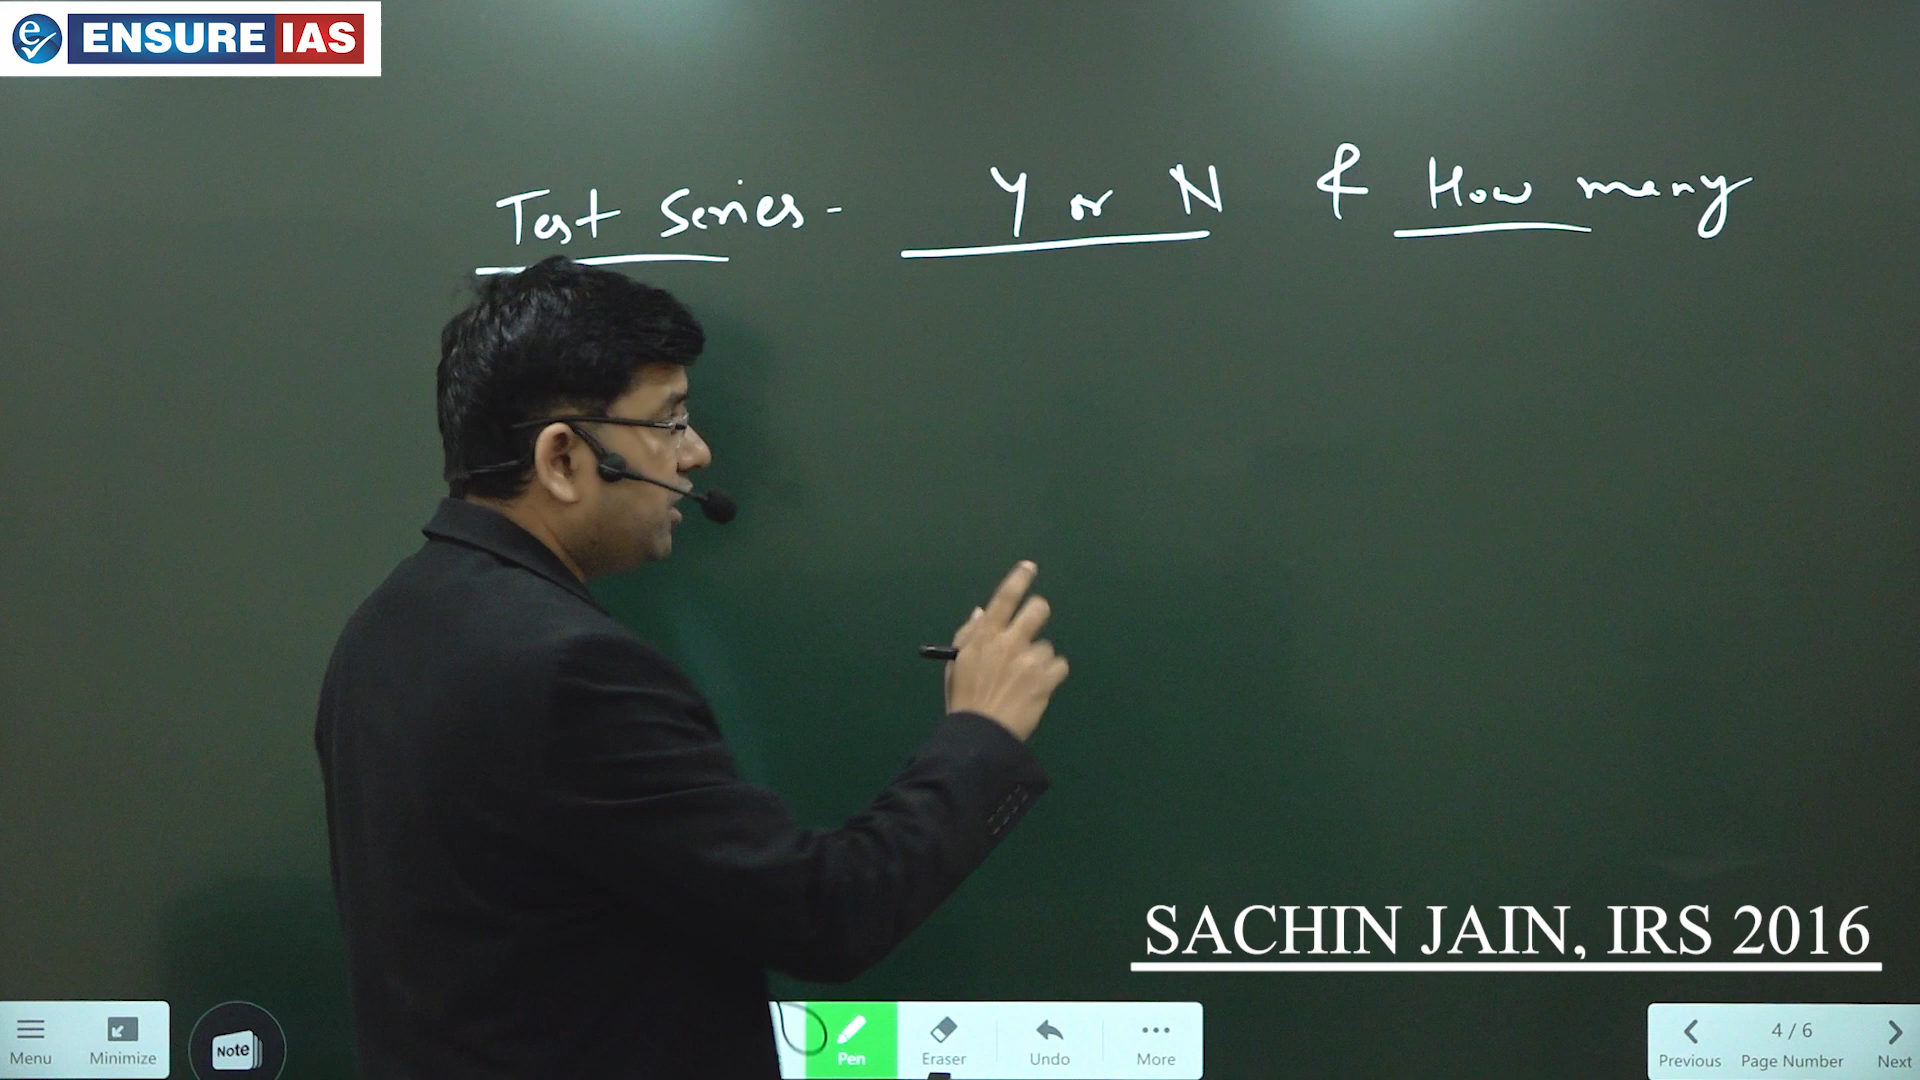 ENSURE IAS
Test Series - Y or N & How many
SACHIN JAIN, IRS 2016
Menu
Minimize
Note
Pen
Eraser
Undo
More
Previous
4 / 6
Page Number
Next